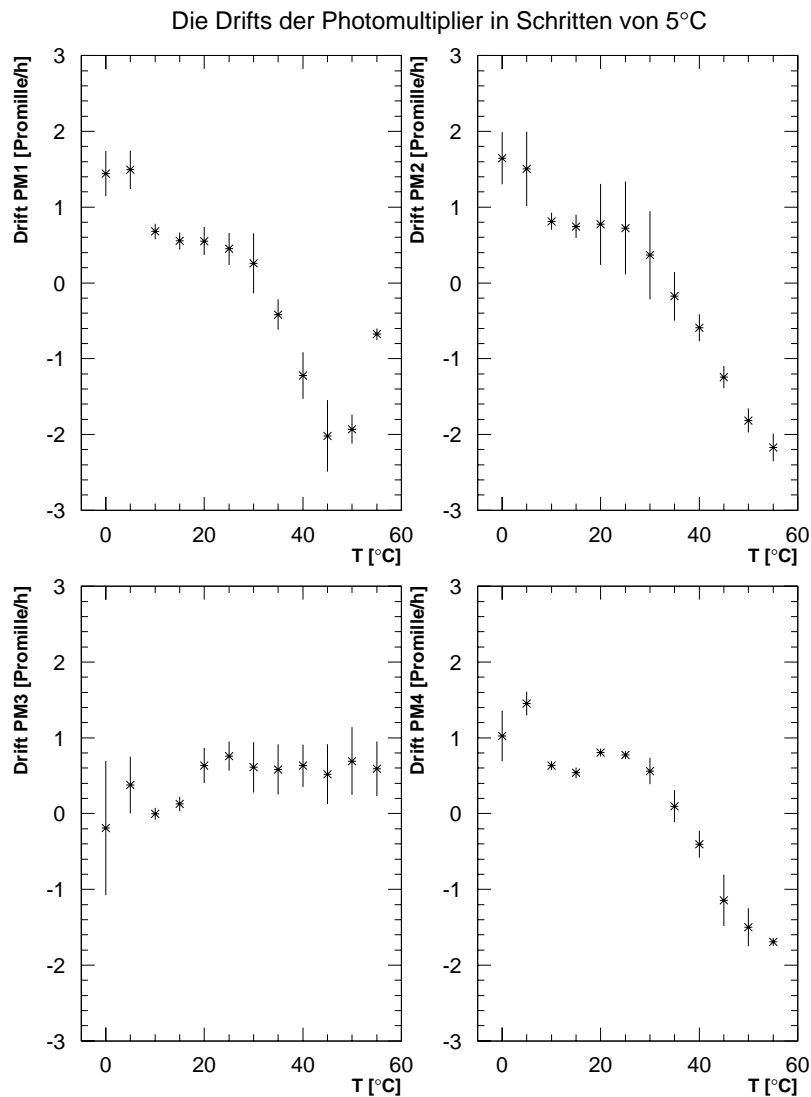 Die Drifts der Photomultiplier in Schritten von 5°C
Drift PM1 [Promille/h]
3
2
1
0
-1
-2
-3
0 20 40 60
T [°C]
Drift PM2 [Promille/h]
3
2
1
0
-1
-2
-3
0 20 40 60
T [°C]
Drift PM3 [Promille/h]
3
2
1
0
-1
-2
-3
0 20 40 60
T [°C]
Drift PM4 [Promille/h]
3
2
1
0
-1
-2
-3
0 20 40 60
T [°C]